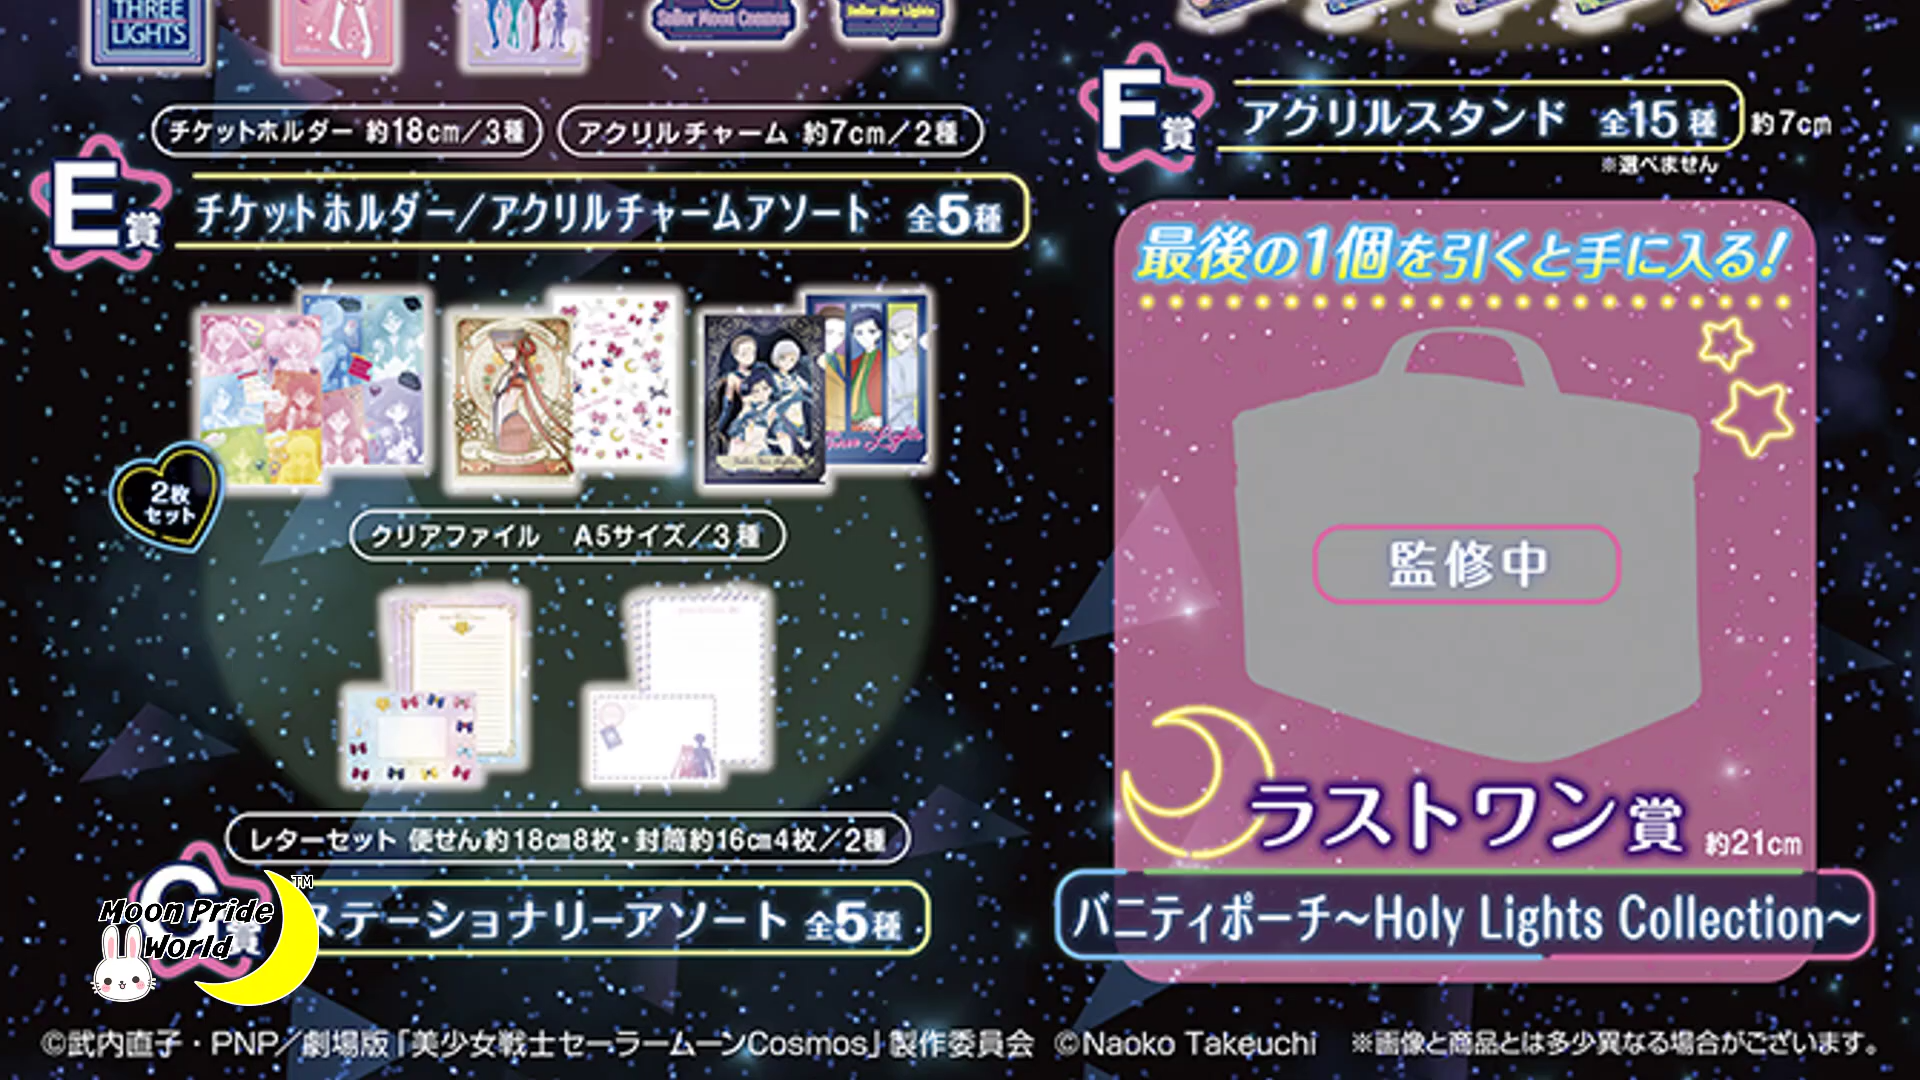 THREE
LIGHTS
Sailor Moon Cosmos
Sailor Star Lights
チケットホルダー 約18cm/3種
アクリルチャーム 約7cm/2種
E賞
チケットホルダー/アクリルチャームアソート 全5種
F賞
アクリルスタンド 全15種
約7cm
※選べません
2枚
セット
クリアファイル A5サイズ/3種
レターセット 便せん約18cm8枚・封筒約16cm4枚/2種
G賞
ステーショナリーアソート 全5種
Moon Pride
World
TM
最後の1個を引くと手に入る!
監修中
ラストワン賞
約21cm
バニティポーチ~Holy Lights Collection~
©武内直子・PNP/劇場版「美少女戦士セーラームーンCosmos」製作委員会 ©Naoko Takeuchi ※画像と商品とは多少異なる場合がございます。